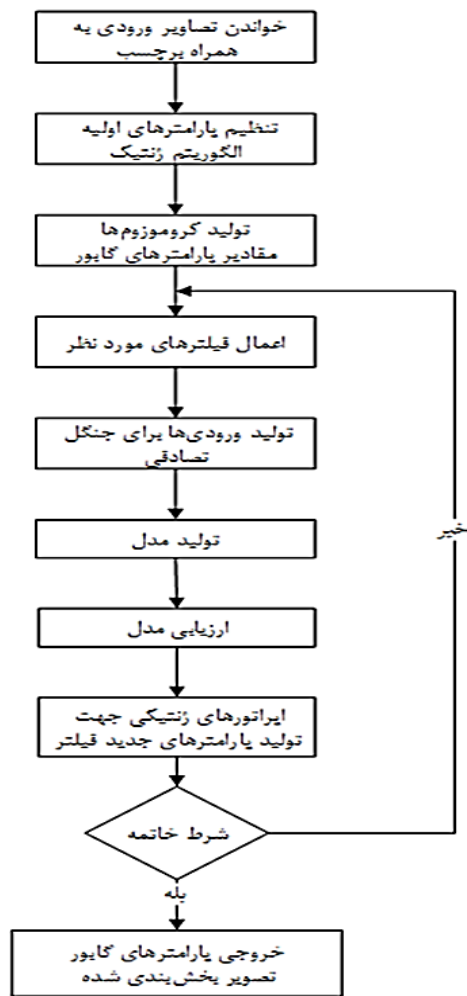 خواندن تصاویر ورودی به
همراه برچسب
تنظیم پارامترهای اولیه
الگوریتم ژنتیک
تولید کروموزوم‌ها
مقادیر پارامترهای گابور
اعمال فیلترهای مورد نظر
تولید ورودی‌ها برای جنگل
تصادفی
تولید مدل
ارزیابی مدل
اپراتورهای ژنتیکی جهت
تولید پارامترهای جدید فیلتر
شرط خاتمه
خیر
بله
خروجی پارامترهای گابور
تصویر بخش‌بندی شده